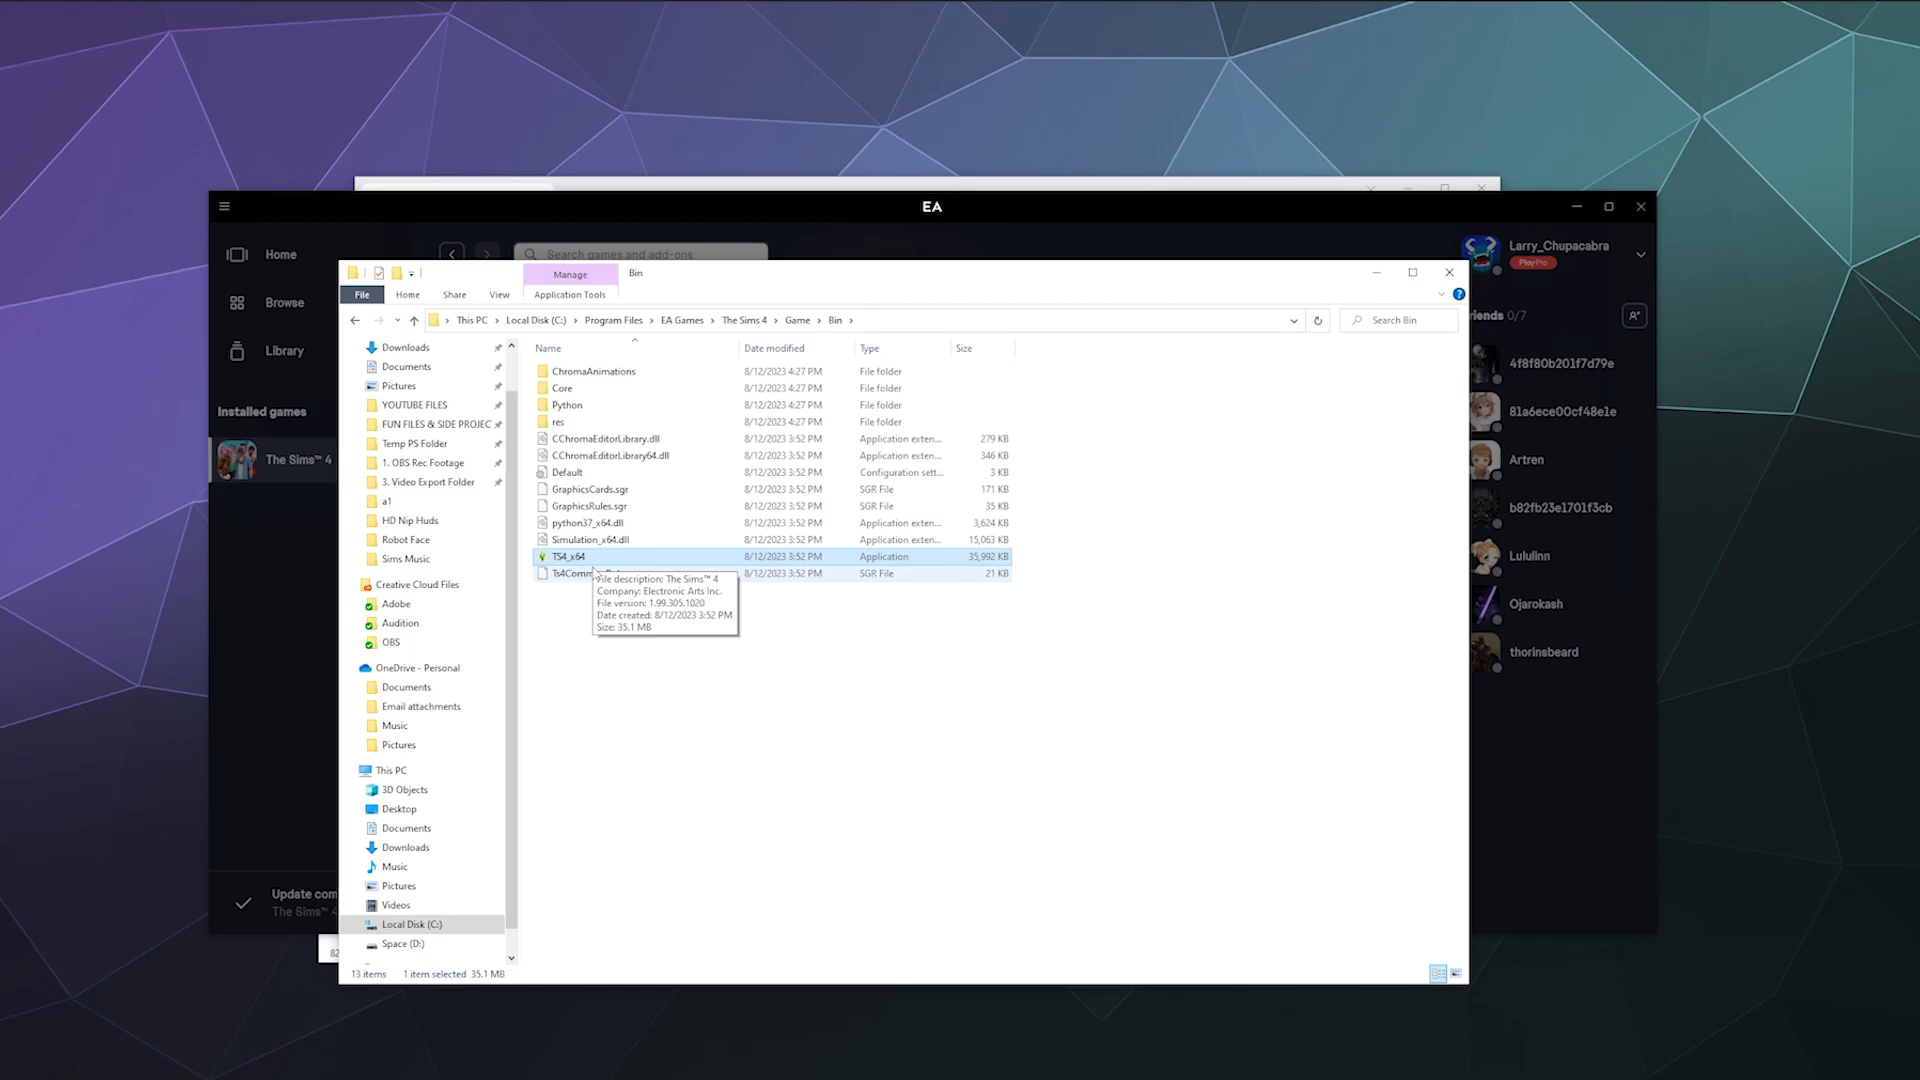 EA
Home
Browse
Library
Installed games
The Sims™ 4
Update com
The Sims™ 4
Search games and add-ons
Larry_Chupacabra
Play Pro
riends 0/7
4f8f80b201f7d79e
81a6ece00cf48e1e
Artren
b82fb23e1701f3cb
Lululinn
Ojarokash
thorinsbeard
Manage
Bin
File
Home
Share
View
Application Tools
This PC > Local Disk (C:) > Program Files > EA Games > The Sims 4 > Game > Bin >
Search Bin
Downloads
Documents
Pictures
YOUTUBE FILES
FUN FILES & SIDE PROJEC
Temp PS Folder
1. OBS Rec Footage
3. Video Export Folder
a1
HD Nip Huds
Robot Face
Sims Music
Creative Cloud Files
Adobe
Audition
OBS
OneDrive - Personal
Documents
Email attachments
Music
Pictures
This PC
3D Objects
Desktop
Documents
Downloads
Music
Pictures
Videos
Local Disk (C:)
Space (D:)
Name Date modified Type Size
ChromaAnimations 8/12/2023 4:27 PM File folder
Core 8/12/2023 4:27 PM File folder
Python 8/12/2023 4:27 PM File folder
res 8/12/2023 4:27 PM File folder
CChromaEditorLibrary.dll 8/12/2023 3:52 PM Application exten... 279 KB
CChromaEditorLibrary64.dll 8/12/2023 3:52 PM Application exten... 346 KB
Default 8/12/2023 3:52 PM Configuration sett... 3 KB
GraphicsCards.sgr 8/12/2023 3:52 PM SGR File 171 KB
GraphicsRules.sgr 8/12/2023 3:52 PM SGR File 35 KB
python37_x64.dll 8/12/2023 3:52 PM Application exten... 3,624 KB
Simulation_x64.dll 8/12/2023 3:52 PM Application exten... 15,063 KB
TS4_x64 8/12/2023 3:52 PM Application 35,992 KB
8/12/2023 3:52 PM SGR File 21 KB
File description: The Sims™ 4
Company: Electronic Arts Inc.
File version: 1.99.305.1020
Date created: 8/12/2023 3:52 PM
Size: 35.1 MB
13 items 1 item selected 35.1 MB
82